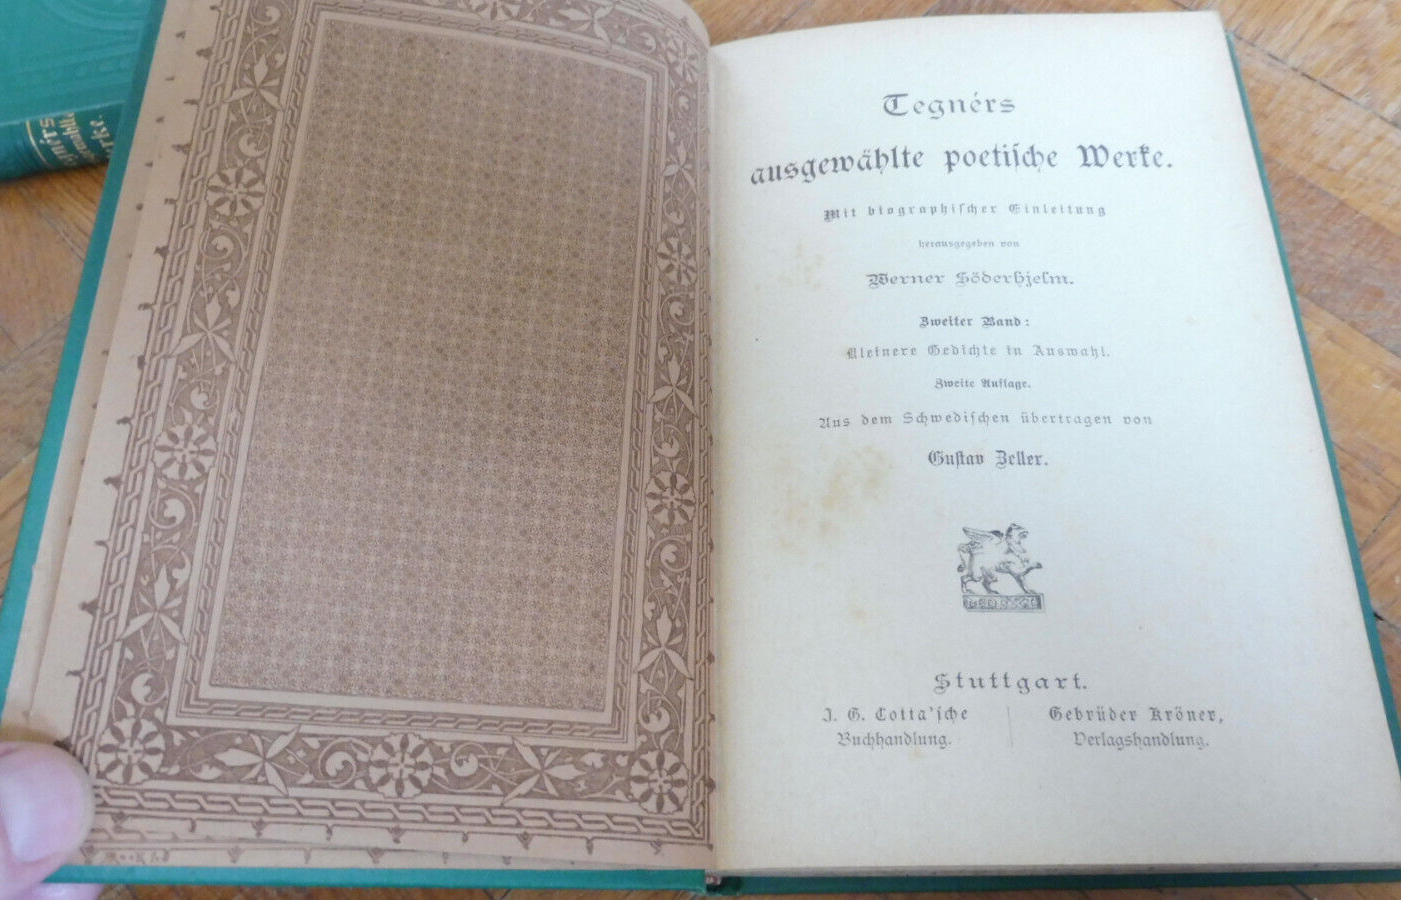 Tegnérs
ausgewählte poetische Werke.
Mit biographischer Einleitung
herausgegeben von
Werner Söderhjelm.
Zweiter Band:
Kleinere Gedichte in Auswahl.
Zweite Auflage.
Aus dem Schwedischen übertragen von
Gustav Zeller.
Stuttgart.
J. G. Cotta'sche
Buchhandlung.
Gebrüder Kröner,
Verlagshandlung.